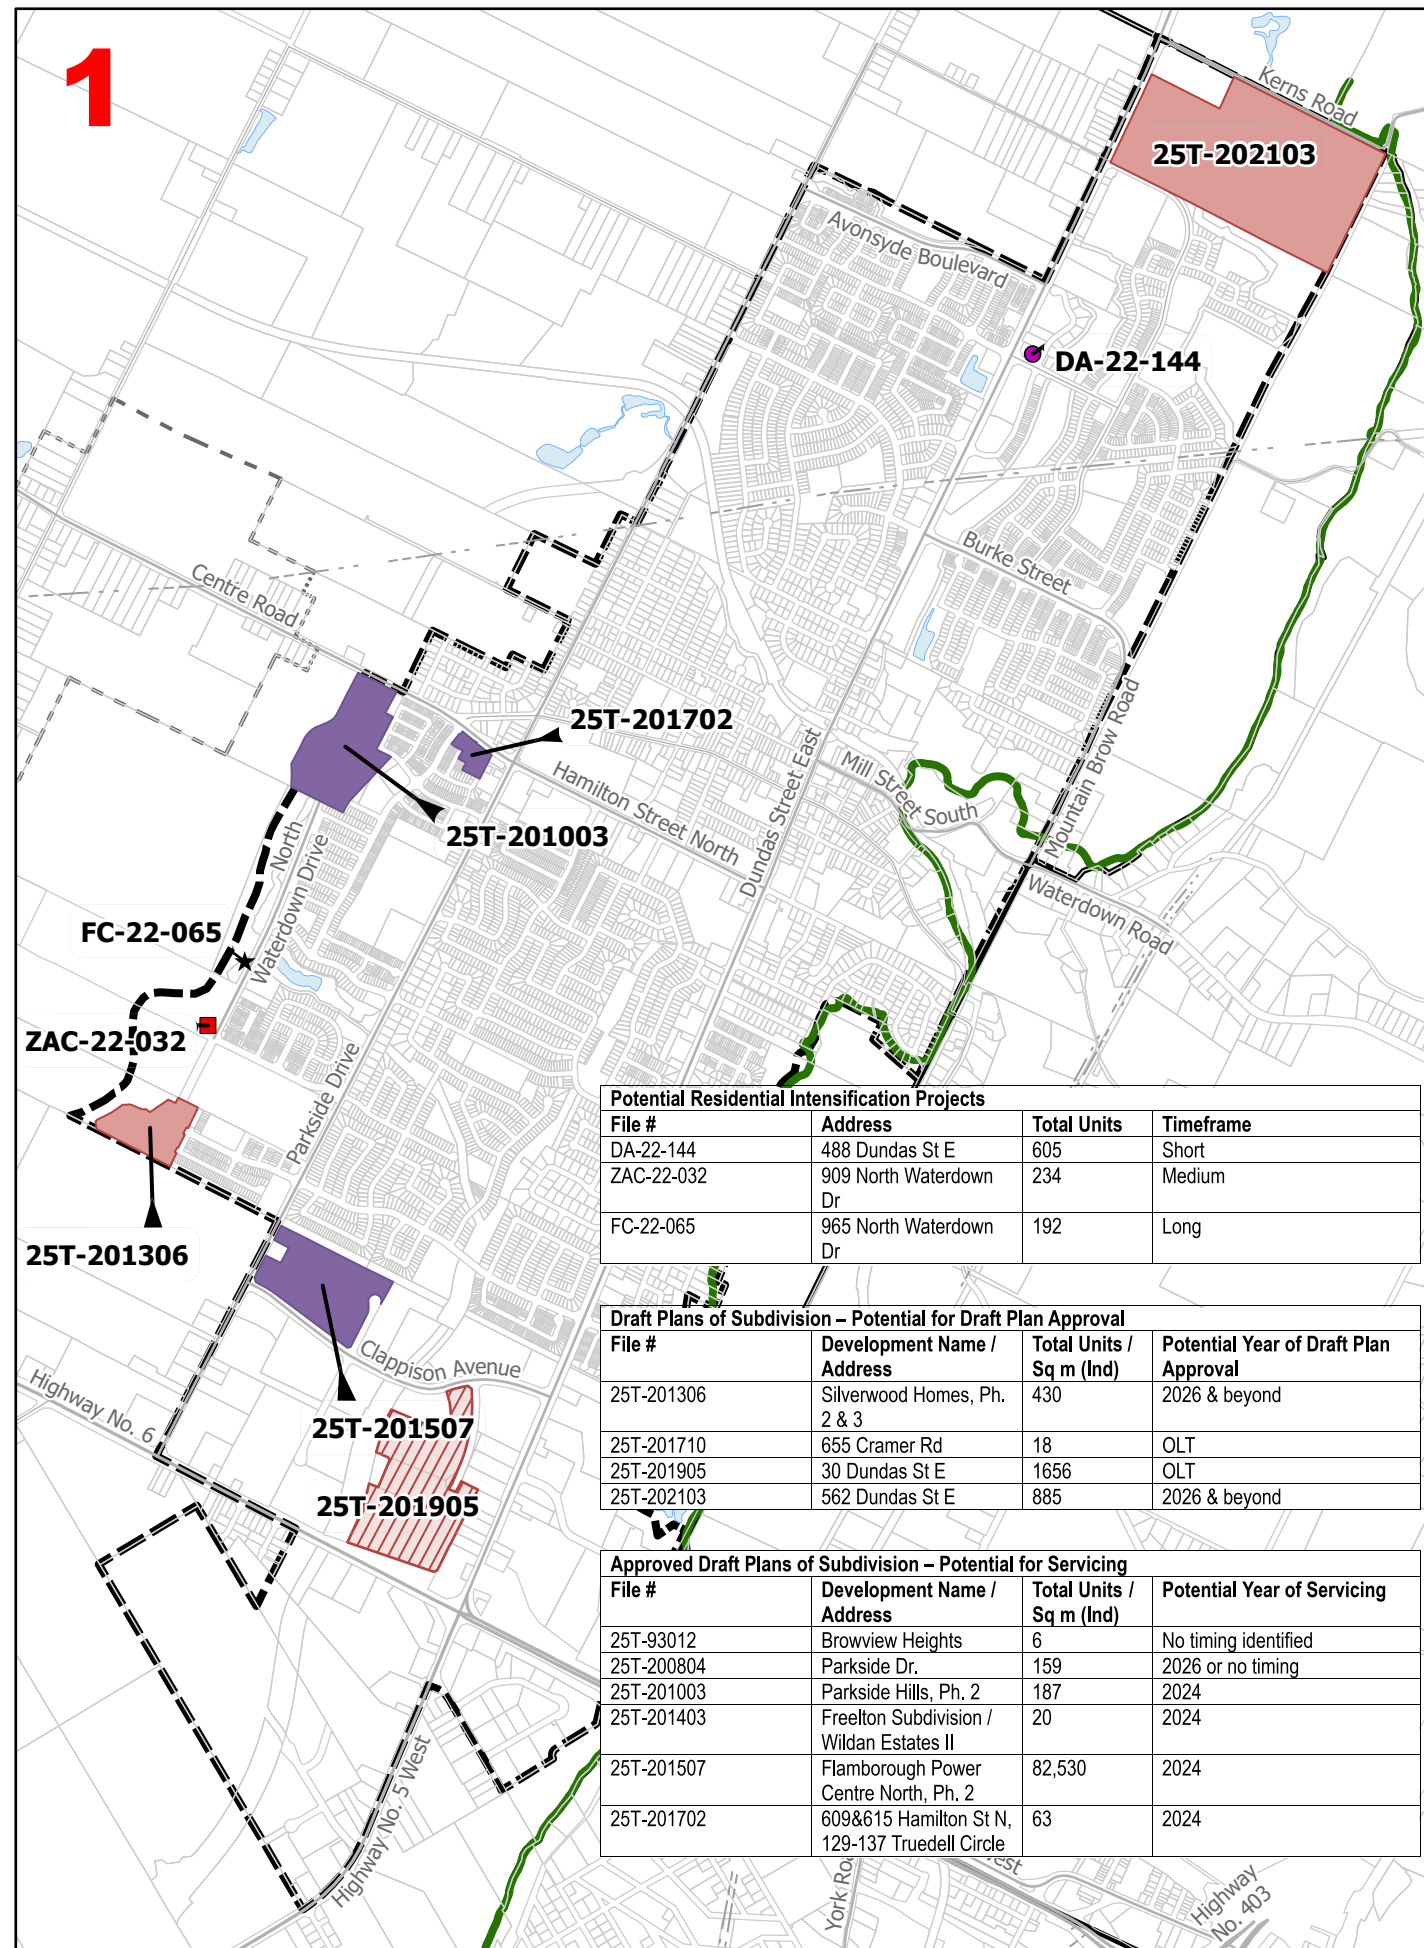 1
Kerns Road
25T-202103
Avonsyde Boulevard
DA-22-144
Burke Street
Centre Road
25T-201702
Hamilton Street North
Dundas Street East
Mill Street South
Mountain Brow Road
25T-201003
Waterdown Road
North
Waterdown Drive
FC-22-065
ZAC-22-032
Parkside Drive
25T-201306
Clappison Avenue
Highway No. 6
25T-201507
25T-201905
Highway No. 5 West
Potential Residential Intensification Projects
File # Address Total Units Timeframe
DA-22-144 488 Dundas St E 605 Short
ZAC-22-032 909 North Waterdown 234 Medium
Dr
FC-22-065 965 North Waterdown 192 Long
Dr
Draft Plans of Subdivision – Potential for Draft Plan Approval
File # Development Name / Total Units / Potential Year of Draft Plan
Address Sq m (Ind) Approval
25T-201306 Silverwood Homes, Ph. 430 2026 & beyond
2 & 3
25T-201710 655 Cramer Rd 18 OLT
25T-201905 30 Dundas St E 1656 OLT
25T-202103 562 Dundas St E 885 2026 & beyond
Approved Draft Plans of Subdivision – Potential for Servicing
File # Development Name / Total Units / Potential Year of Servicing
Address Sq m (Ind)
25T-93012 Browview Heights 6 No timing identified
25T-200804 Parkside Dr. 159 2026 or no timing
25T-201003 Parkside Hills, Ph. 2 187 2024
25T-201403 Freelton Subdivision / 20 2024
Wildan Estates II
25T-201507 Flamborough Power 82,530 2024
Centre North, Ph. 2
25T-201702 609&615 Hamilton St N, 63 2024
129-137 Truedell Circle
York
Highway
No. 403